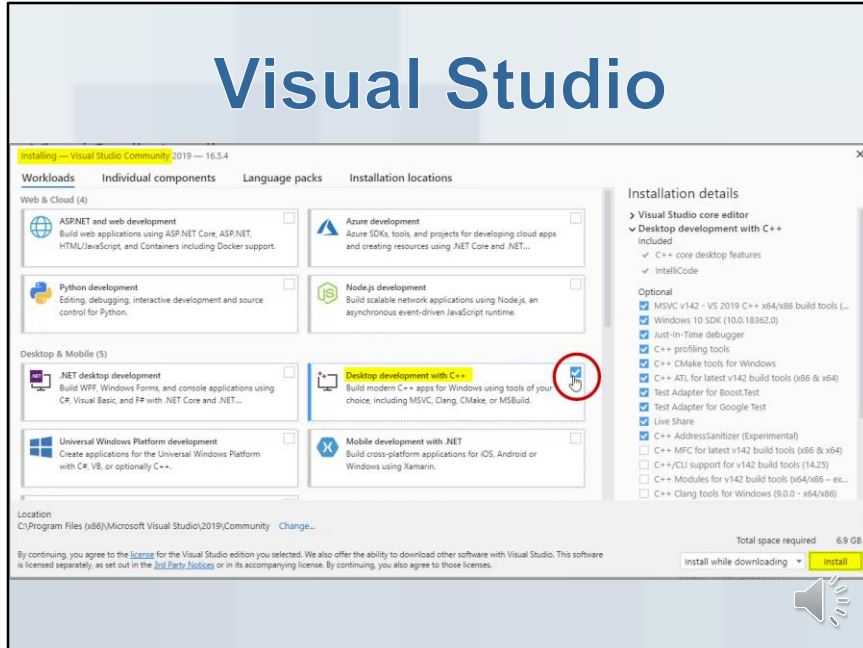 Visual Studio
Installing — Visual Studio Community 2019 — 16.5.4
Workloads Individual components Language packs Installation locations
Web & Cloud (4)
ASP.NET and web development
Build web applications using ASP.NET Core, ASP.NET,
HTML/JavaScript, and Containers including Docker support.
Azure development
Azure SDKs, tools, and projects for developing cloud apps
and creating resources using .NET Core and .NET...
Python development
Editing, debugging, interactive development and source
control for Python.
Node.js development
Build scalable network applications using Node.js, an
asynchronous event-driven JavaScript runtime.
Desktop & Mobile (5)
.NET desktop development
Build WPF, Windows Forms, and console applications using
C#, Visual Basic, and F# with .NET Core and .NET...
Desktop development with C++
Build modern C++ apps for Windows using tools of your
choice, including MSVC, Clang, CMake, or MSBuild.
Universal Windows Platform development
Create applications for the Universal Windows Platform
with C#, VB, or optionally C++.
Mobile development with .NET
Build cross-platform applications for iOS, Android or
Windows using Xamarin.
Installation details
Visual Studio core editor
Desktop development with C++
Included
C++ core desktop features
IntelliCode
Optional
MSVC v142 - VS 2019 C++ x64/x86 build tools (...
Windows 10 SDK (10.0.18362.0)
Just-In-Time debugger
C++ profiling tools
C++ CMake tools for Windows
C++ ATL for latest v142 build tools (x86 & x64)
Test Adapter for Boost.Test
Test Adapter for Google Test
Live Share
C++ AddressSanitizer (Experimental)
C++ MFC for latest v142 build tools (x86 & x64)
C++/CLI support for v142 build tools (14.25)
C++ Modules for v142 build tools (x64/x86 – ex...
C++ Clang tools for Windows (9.0.0 - x64/x86)
Location
C:\Program Files (x86)\Microsoft Visual Studio\2019\Community Change...
By continuing, you agree to the license for the Visual Studio edition you selected. We also offer the ability to download other software with Visual Studio. This software
is licensed separately, as set out in the 3rd Party Notices or in its accompanying license. By continuing, you also agree to those licenses.
Total space required 6.9 GB
Install while downloading Install